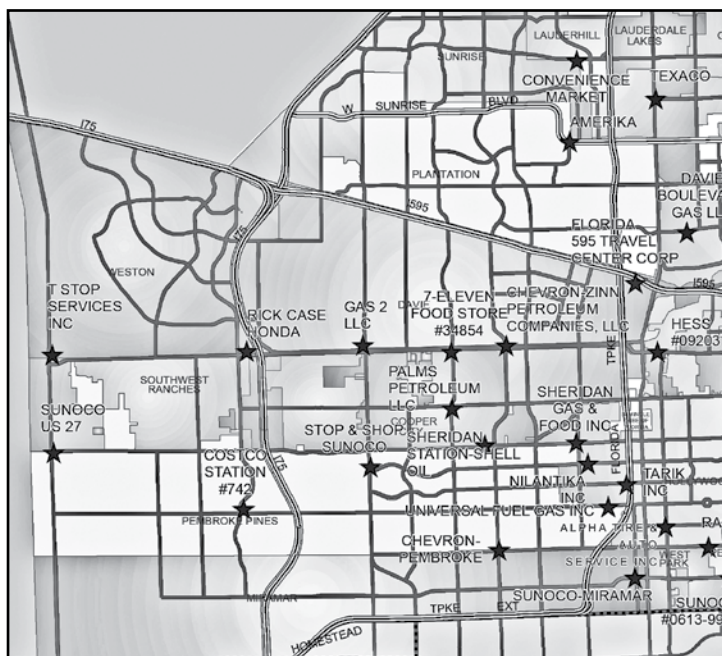 LAUDERHILL
LAUDERDALE
LAKES
SUNRISE
CONVENIENCE
MARKET
TEXACO
W SUNRISE BLVD
AMERIKA
I75
PLANTATION
DAVIE
BOULEVA
GAS LL
I595
FLORIDA
595 TRAVEL
CENTER CORP
I75
WESTON
I595
T STOP
SERVICES
INC
RICK CASE
HONDA
GAS 2
LLC
DAVIE
7-ELEVEN
FOOD STORE
#34854
CHEVRON-ZINN
PETROLEUM
COMPANIES, LLC
TPKE
HESS
#09203
SOUTHWEST
RANCHES
PALMS
PETROLEUM
LLC
SHERIDAN
GAS &
FOOD INC
SUNOCO
US 27
COOPER
STOP & SHOP
SUNOCO
SHERIDAN
STATION-SHELL
OIL
COSTCO
STATION
#742
I75
FLORIDA
NILANTIKA
INC
TARIK
INC
UNIVERSAL FUEL GAS INC
PEMBROKE PINES
ALPHA TIRE &
AUTO
SERVICE INC
RA
CHEVRON-
PEMBROKE
WEST
PARK
MIRAMAR
SUNOCO-MIRAMAR
TPKE EXT
HOMESTEAD
SUNO
#0613-99